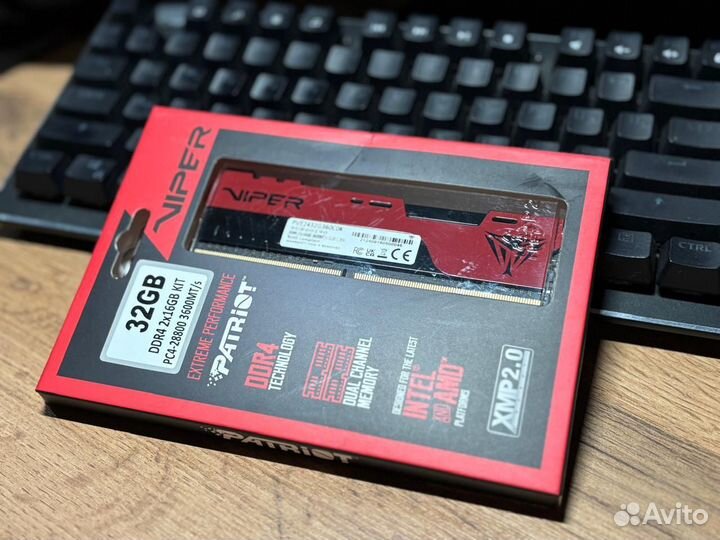 VIPER
VIPER
32GB
DDR4 2x16GB KIT
PC4-28800 3600MT/s
EXTREME PERFORMANCE
PATRIOT
DDR4
TECHNOLOGY
DUAL CHANNEL
MEMORY
DESIGNED FOR THE LATEST
INTEL
AND AMD
PLATFORMS
XMP2.0
PATRIOT
CTRL
Avito